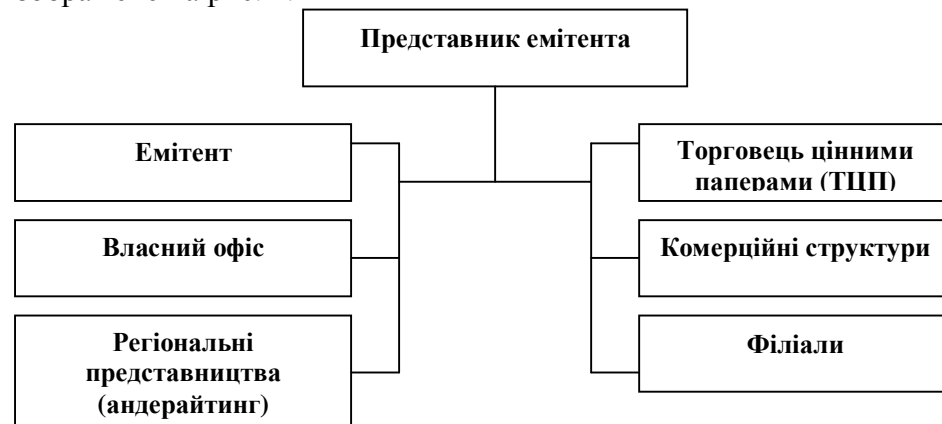 Представник емітента
Емітент
Власний офіс
Регіональні
представництва
(андерайтинг)
Торговець цінними
паперами (ТЦП)
Комерційні структури
Філіали